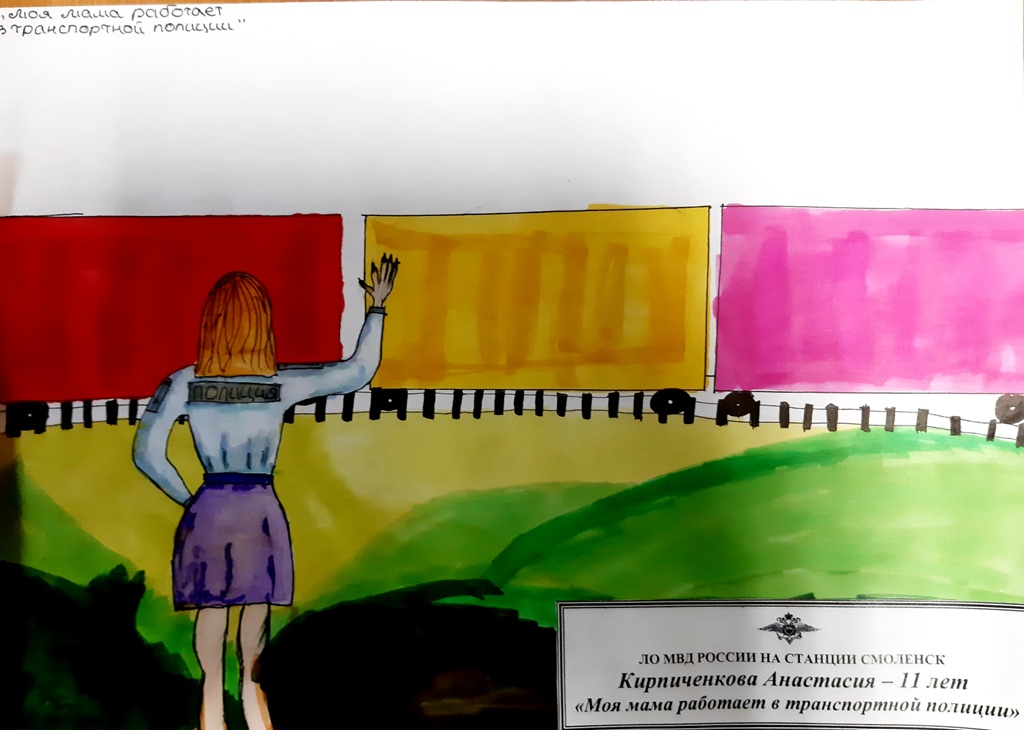 „Моя мама работает
в транспортной полиции"
ПОЛИЦИЯ
ЛО МВД РОССИИ НА СТАНЦИИ СМОЛЕНСК
Кирпиченкова Анастасия – 11 лет
«Моя мама работает в транспортной полиции»